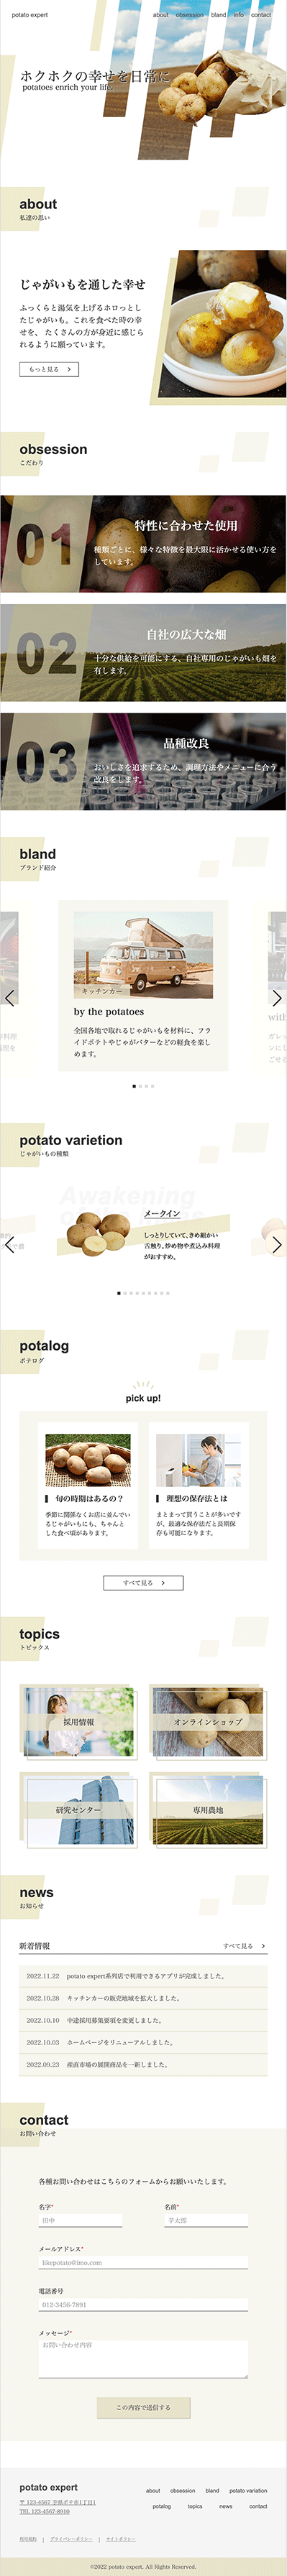 potato expert
about obsession bland info contact
ホクホクの幸せを日常に
potatoes enrich your life.
about
私達の思い
じゃがいもを通した幸せ
ふっくらと湯気を上げるホロっとし
たじゃがいも。これを食べた時の幸
せを、 たくさんの方が身近に感じら
れるように願っています。
もっと見る
obsession
こだわり
01
特性に合わせた使用
種類ごとに、様々な特徴を最大限に活かせる使い方を
しています。
02
自社の広大な畑
十分な供給を可能にする、自社専用のじゃがいも畑を
有します。
03
品種改良
おいしさを追求するため、調理方法やメニューに合う
改良をします。
bland
ブランド紹介
キッチンカー
by the potatoes
全国各地で取れるじゃがいもを材料に、フラ
イドポテトやじゃがバターなどの軽食を楽し
めます。
potato varietion
じゃがいもの種類
Awakening
メークイン
しっとりしていて、きめ細かい
舌触り。炒め物や煮込み料理
がおすすめ。
potalog
ポテログ
pick up!
旬の時期はあるの？
季節に関係なくお店に並んでい
るじゃがいもにも、ちゃんと
した食べ頃があります。
理想の保存法とは
まとまって買うことが多いです
が、最適な保存法だと長期保
存も可能になります。
すべて見る
topics
トピックス
採用情報
オンラインショップ
研究センター
専用農地
news
お知らせ
新着情報
すべて見る
2022.11.22 potato expert系列店で利用できるアプリが完成しました。
2022.10.28 キッチンカーの販売地域を拡大しました。
2022.10.10 中途採用募集要項を変更しました。
2022.10.03 ホームページをリニューアルしました。
2022.09.23 産直市場の展開商品を一新しました。
contact
お問い合わせ
各種お問い合わせはこちらのフォームからお願いいたします。
名字*
名前*
田中
芋太郎
メールアドレス*
likepotato@imo.com
電話番号
012-3456-7891
メッセージ*
お問い合わせ内容
この内容で送信する
potato expert
〒 123-4567 芋県ポテ市1丁目1
TEL 123-4567-8910
about obsession bland potato variation
potalog topics news contact
利用規約 | プライバシーポリシー | サイトポリシー
©2022 potato expert. All Rights Reserved.